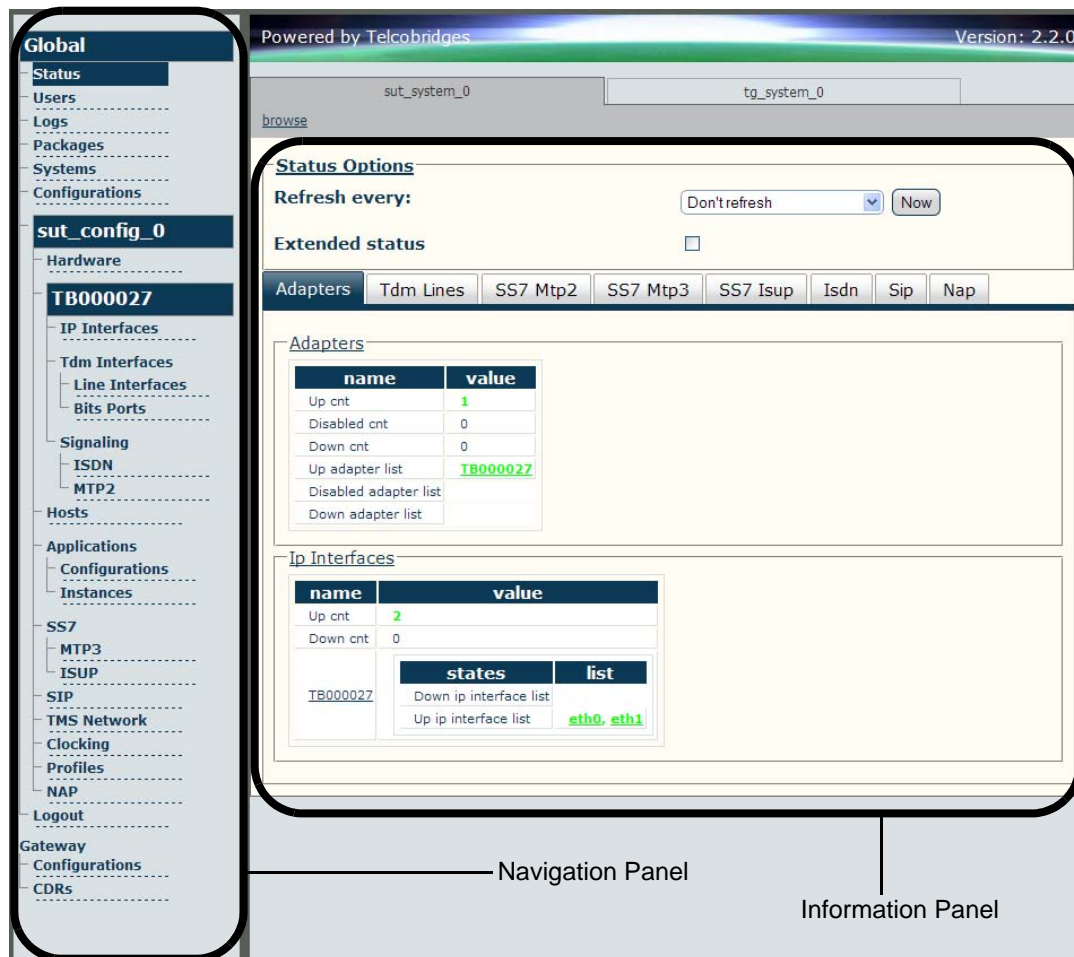 Global
Status
Users
Logs
Packages
Systems
Configurations
sut_config_0
Hardware
TB000027
IP Interfaces
Tdm Interfaces
Line Interfaces
Bits Ports
Signaling
ISDN
MTP2
Hosts
Applications
Configurations
Instances
SS7
MTP3
ISUP
SIP
TMS Network
Clocking
Profiles
NAP
Logout
Gateway
Configurations
CDRs
Powered by Telcobridges Version: 2.2.0
sut_system_0 tg_system_0
browse
Status Options
Refresh every: Don't refresh Now
Extended status
Adapters Tdm Lines SS7 Mtp2 SS7 Mtp3 SS7 Isup Isdn Sip Nap
Adapters
name value
Up cnt 1
Disabled cnt 0
Down cnt 0
Up adapter list TB000027
Disabled adapter list
Down adapter list
Ip Interfaces
name value
Up cnt 2
Down cnt 0
TB000027
states list
Down ip interface list
Up ip interface list eth0, eth1
Navigation Panel
Information Panel